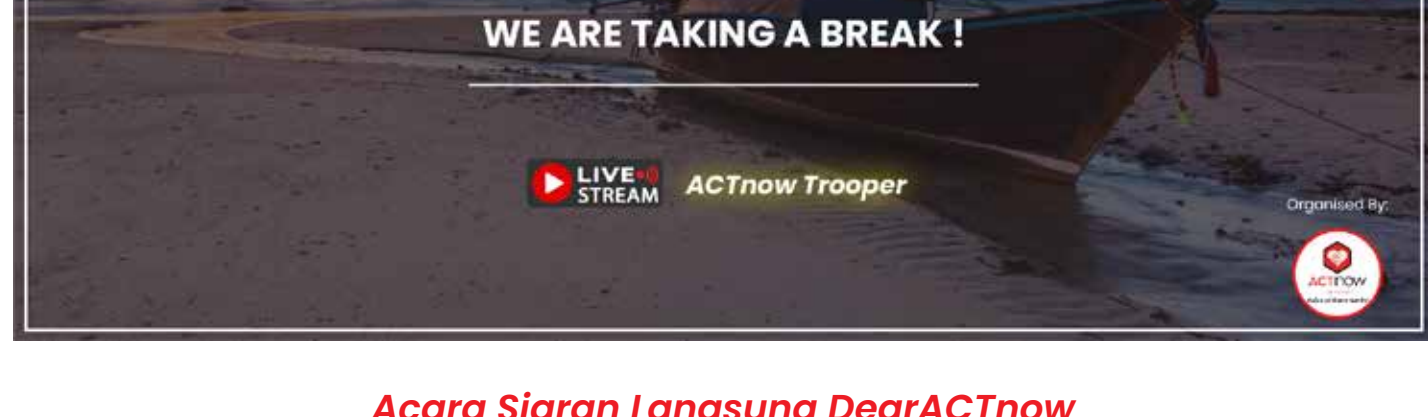 WE ARE TAKING A BREAK !
LIVE
STREAM
ACTnow Trooper
Organised By:
ACTnow
Acara Siaran Langsung DearACTnow